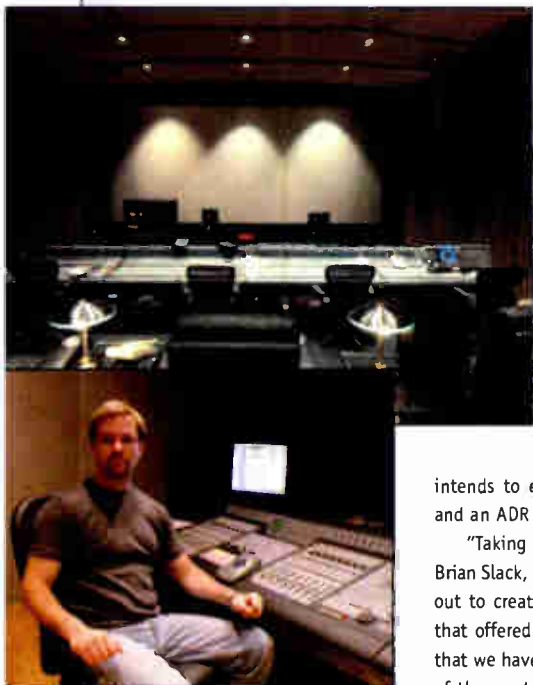 intends to e
and an ADR
"Taking
Brian Slack,
out to creat
that offered
that we have